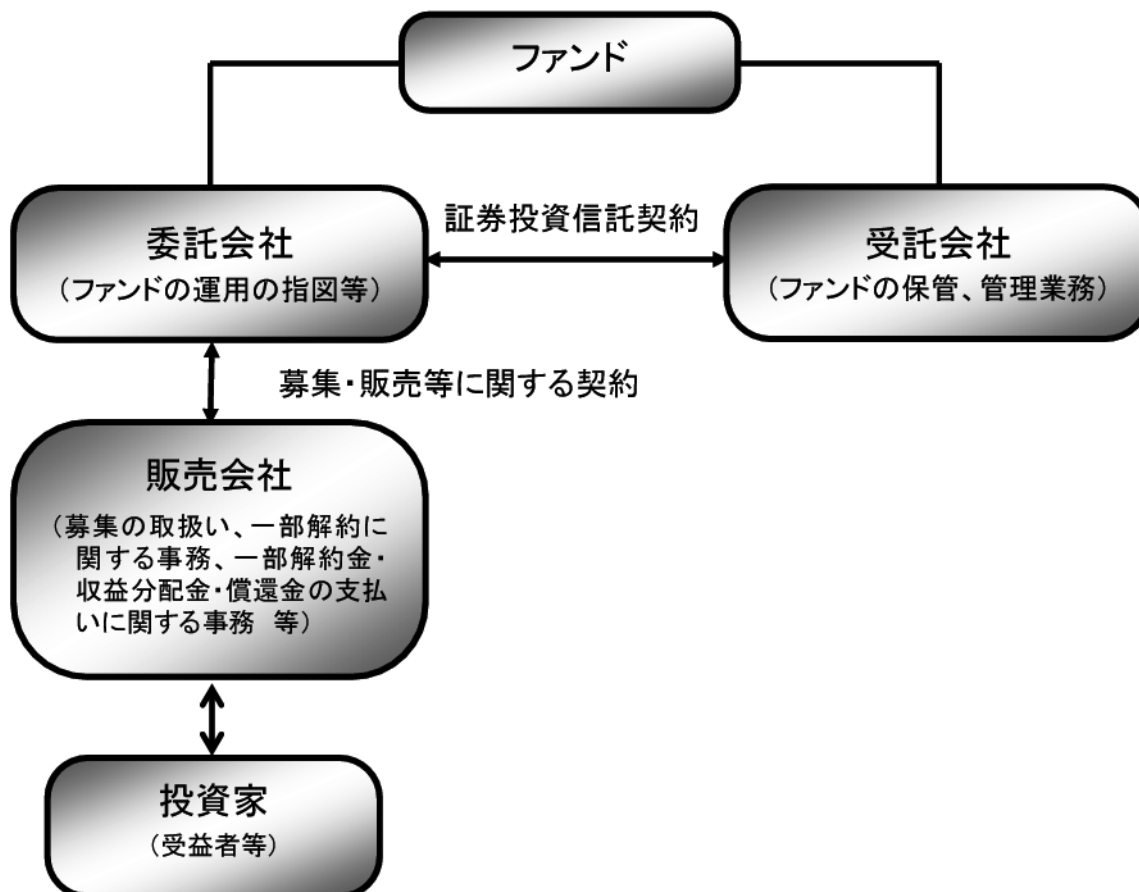 ファンド
証券投資信託契約
委託会社
（ファンドの運用の指図等）
受託会社
（ファンドの保管、管理業務）
募集・販売等に関する契約
販売会社
（募集の取扱い、一部解約に
関する事務、一部解約金・
収益分配金・償還金の支払
いに関する事務　等）
投資家
（受益者等）